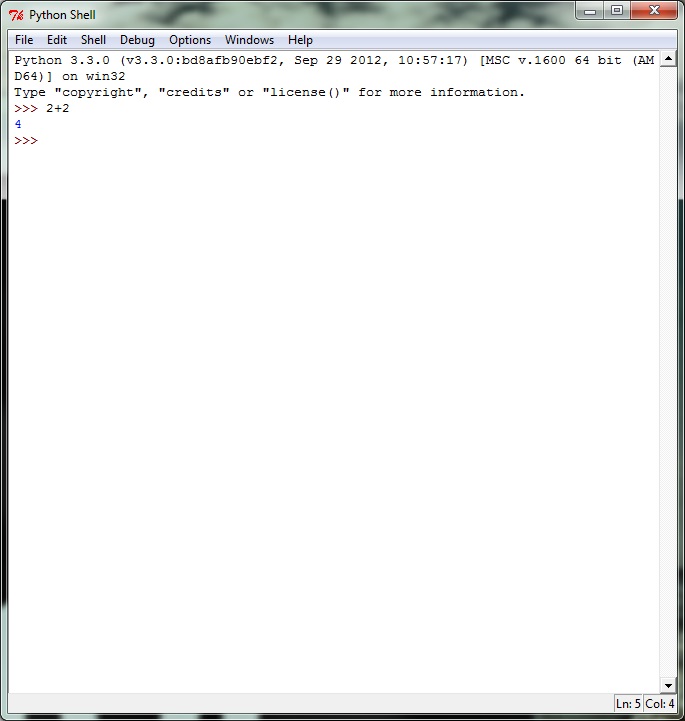 Python Shell
File Edit Shell Debug Options Windows Help
Python 3.3.0 (v3.3.0:bd8afb90ebf2, Sep 29 2012, 10:57:17) [MSC v.1600 64 bit (AM
D64)] on win32
Type "copyright", "credits" or "license()" for more information.
>>> 2+2
4
>>>
Ln: 5 Col: 4